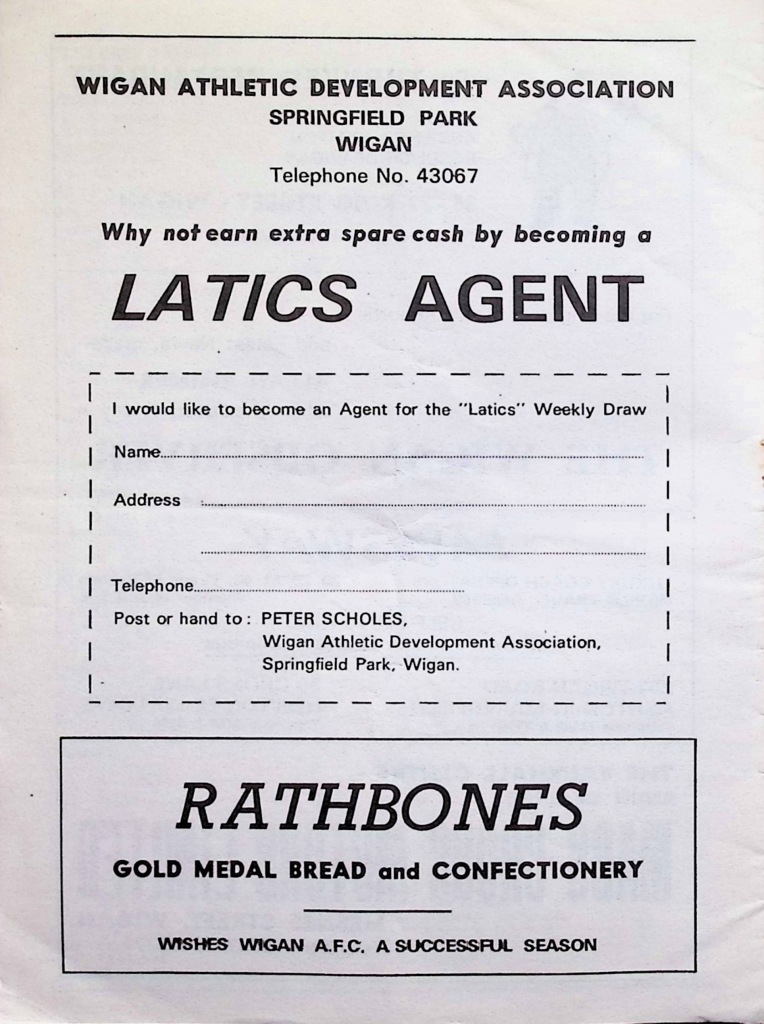 WIGAN ATHLETIC DEVELOPMENT ASSOCIATION
SPRINGFIELD PARK
WIGAN
Telephone No. 43067
Why not earn extra spare cash by becoming a
LATICS AGENT
I would like to become an Agent for the "Latics" Weekly Draw
Name
Address
Telephone
Post or hand to : PETER SCHOLES,
Wigan Athletic Development Association,
Springfield Park, Wigan.
RATHBONES
GOLD MEDAL BREAD and CONFECTIONERY
WISHES WIGAN A.F.C. A SUCCESSFUL SEASON